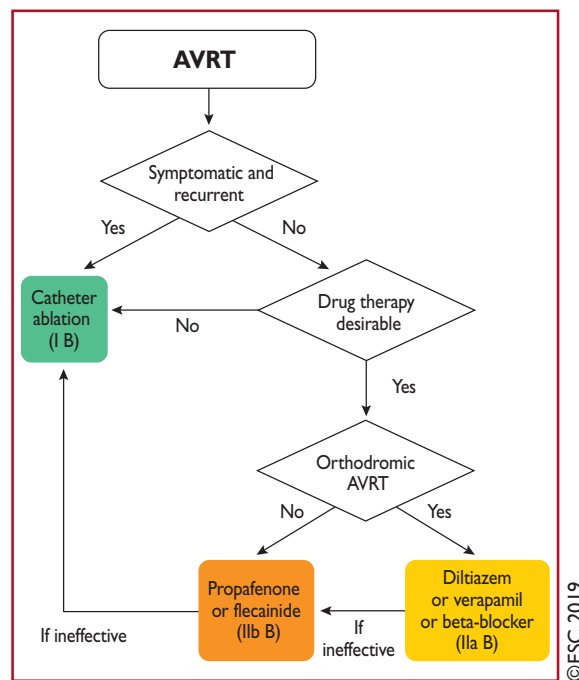 AVRT
Symptomatic and
recurrent
Yes
No
Catheter
ablation
(I B)
No
Drug therapy
desirable
Yes
Orthodromic
AVRT
No
Yes
Propafenone
or flecainide
(IIb B)
Diltiazem
or verapamil
or beta-blocker
(IIa B)
If ineffective
If
ineffective
©ESC 2019